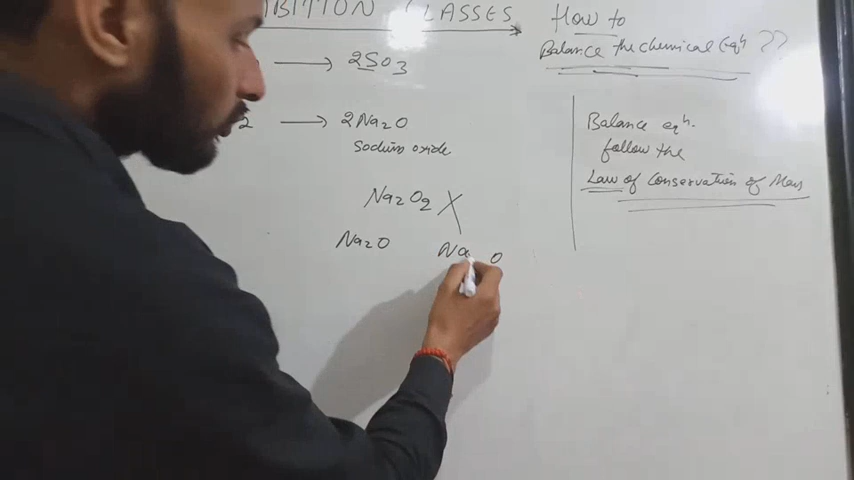 BITION CLASSES
How to
Balance the chemical Eqn ??
→ 2SO3
2 → 2Na2O
Sodium oxide
Na2O2 X
Na2O Na O
Balance eqn.
follow the
Law of Conservation of Mass